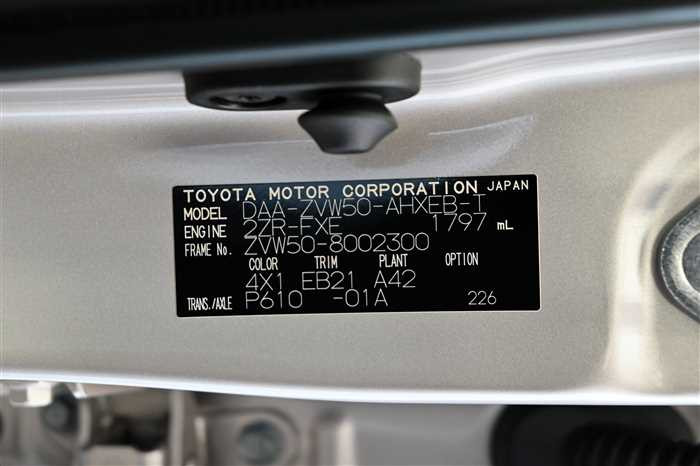 TOYOTA MOTOR CORPORATION JAPAN
MODEL DAA-ZVW50-AHXEB-T
ENGINE 2ZR-FXE 1797 mL
FRAME No. ZVW50-8002300
COLOR TRIM PLANT OPTION
4X1 EB21 A42
TRANS./AXLE P610 -01A 226